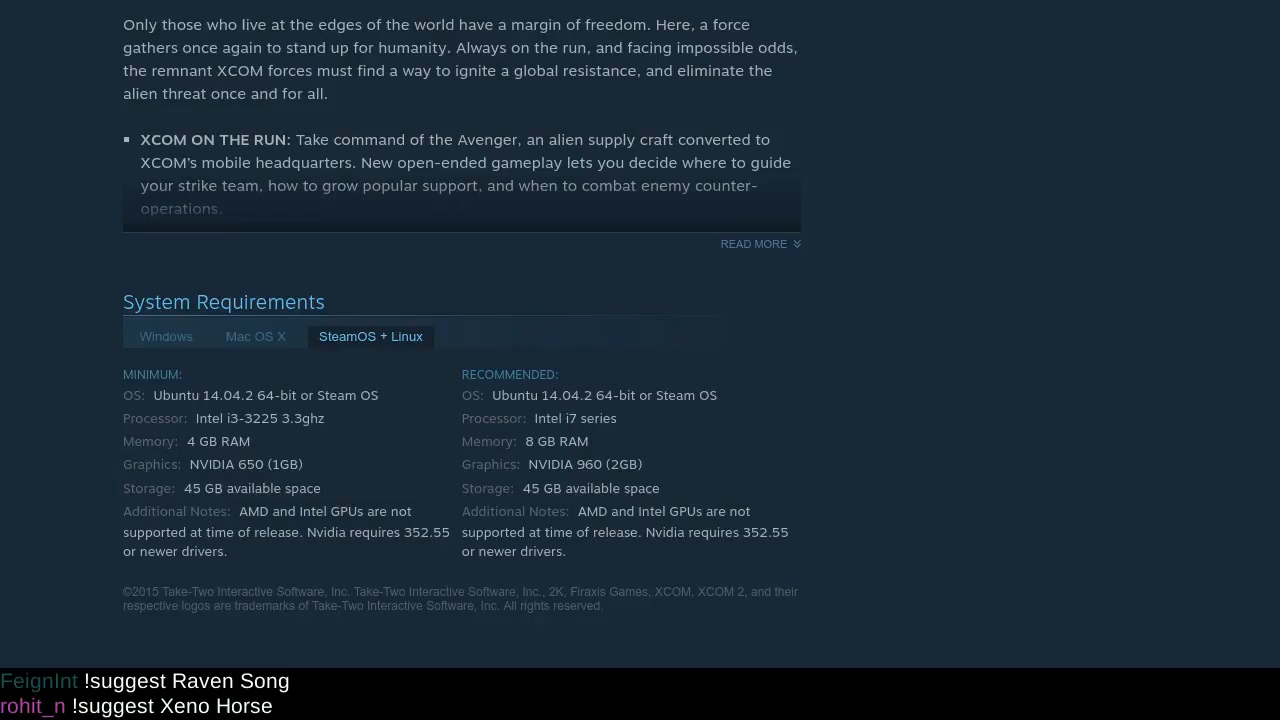 Only those who live at the edges of the world have a margin of freedom. Here, a force
gathers once again to stand up for humanity. Always on the run, and facing impossible odds,
the remnant XCOM forces must find a way to ignite a global resistance, and eliminate the
alien threat once and for all.
▪ XCOM ON THE RUN: Take command of the Avenger, an alien supply craft converted to
XCOM's mobile headquarters. New open-ended gameplay lets you decide where to guide
your strike team, how to grow popular support, and when to combat enemy counter-
operations.
READ MORE
System Requirements
Windows Mac OS X SteamOS + Linux
MINIMUM:
OS: Ubuntu 14.04.2 64-bit or Steam OS
Processor: Intel i3-3225 3.3ghz
Memory: 4 GB RAM
Graphics: NVIDIA 650 (1GB)
Storage: 45 GB available space
Additional Notes: AMD and Intel GPUs are not
supported at time of release. Nvidia requires 352.55
or newer drivers.
RECOMMENDED:
OS: Ubuntu 14.04.2 64-bit or Steam OS
Processor: Intel i7 series
Memory: 8 GB RAM
Graphics: NVIDIA 960 (2GB)
Storage: 45 GB available space
Additional Notes: AMD and Intel GPUs are not
supported at time of release. Nvidia requires 352.55
or newer drivers.
©2015 Take-Two Interactive Software, Inc. Take-Two Interactive Software, Inc., 2K, Firaxis Games, XCOM, XCOM 2, and their
respective logos are trademarks of Take-Two Interactive Software, Inc. All rights reserved.
FeignInt !suggest Raven Song
rohit_n !suggest Xeno Horse